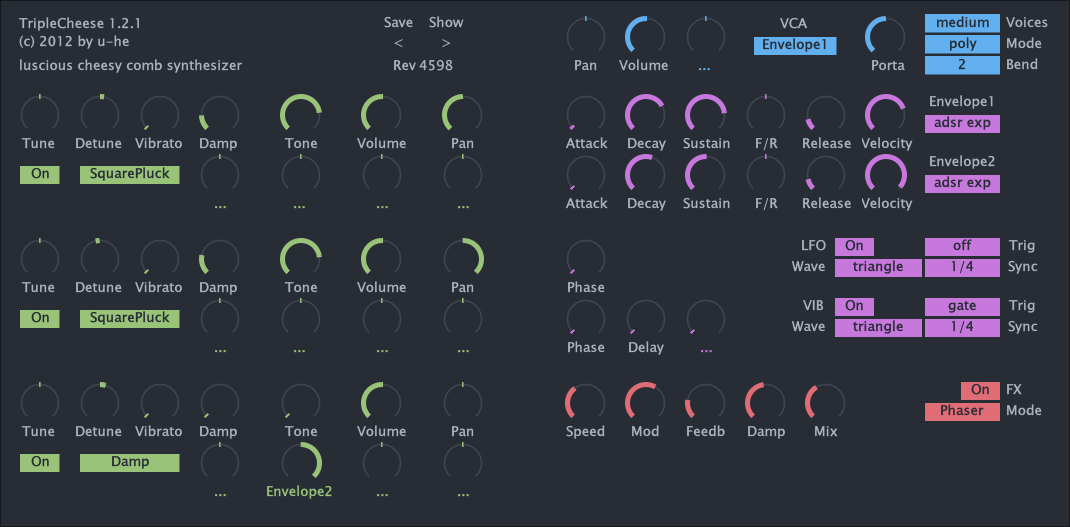 TripleCheese 1.2.1
(c) 2012 by u-he
luscious cheesy comb synthesizer
Save Show
< >
Rev 4598
Pan Volume ...
VCA
Envelope1
Porta
medium Voices
poly Mode
2 Bend
Tune Detune Vibrato Damp Tone Volume Pan
On SquarePluck
... ... ... ...
Attack Decay Sustain F/R Release Velocity
Envelope1
adsr exp
Attack Decay Sustain F/R Release Velocity
Envelope2
adsr exp
Tune Detune Vibrato Damp Tone Volume Pan
On SquarePluck
... ... ... ...
Phase
LFO On off Trig
Wave triangle 1/4 Sync
Phase Delay ...
VIB On gate Trig
Wave triangle 1/4 Sync
Tune Detune Vibrato Damp Tone Volume Pan
On Damp
... Envelope2 ... ...
Speed Mod Feedb Damp Mix
On FX
Phaser Mode